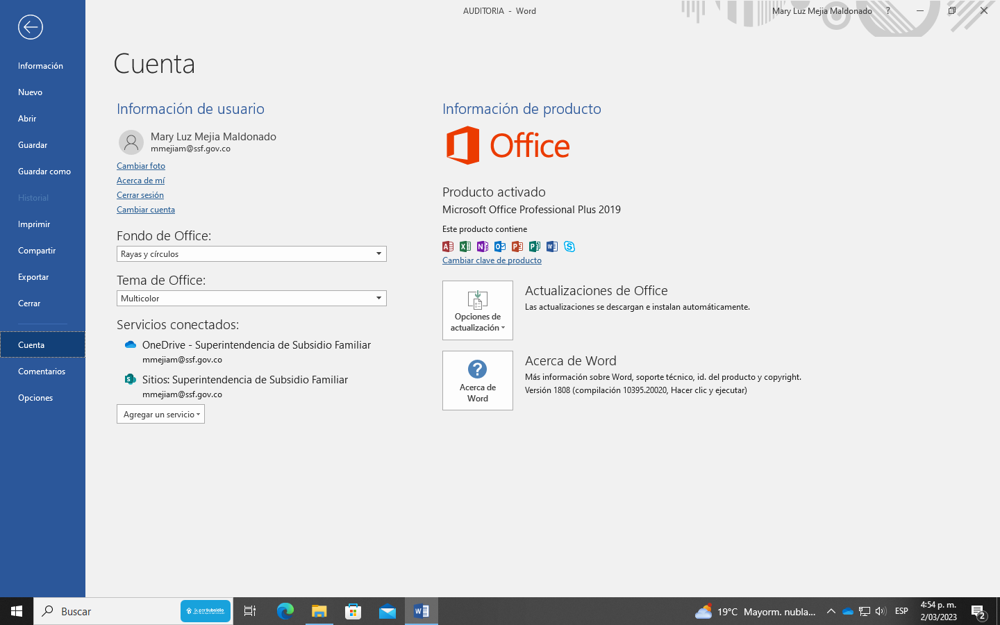 AUDITORIA - Word
Mary Luz Mejia Maldonado
?
Información
Nuevo
Abrir
Guardar
Guardar como
Historial
Imprimir
Compartir
Exportar
Cerrar
Cuenta
Comentarios
Opciones
Cuenta
Información de usuario
Mary Luz Mejia Maldonado
mmejiam@ssf.gov.co
Cambiar foto
Acerca de mí
Cerrar sesión
Cambiar cuenta
Fondo de Office:
Rayas y círculos
Tema de Office:
Multicolor
Servicios conectados:
OneDrive - Superintendencia de Subsidio Familiar
mmejiam@ssf.gov.co
Sitios: Superintendencia de Subsidio Familiar
mmejiam@ssf.gov.co
Agregar un servicio
Información de producto
Office
Producto activado
Microsoft Office Professional Plus 2019
Este producto contiene
Cambiar clave de producto
Opciones de
actualización
Actualizaciones de Office
Las actualizaciones se descargan e instalan automáticamente.
Acerca de
Word
Acerca de Word
Más información sobre Word, soporte técnico, id. del producto y copyright.
Versión 1808 (compilación 10395.20020, Hacer clic y ejecutar)
Buscar
SuperSubsidio
19°C Mayorm. nubla...
ESP
4:54 p. m.
2/03/2023
2